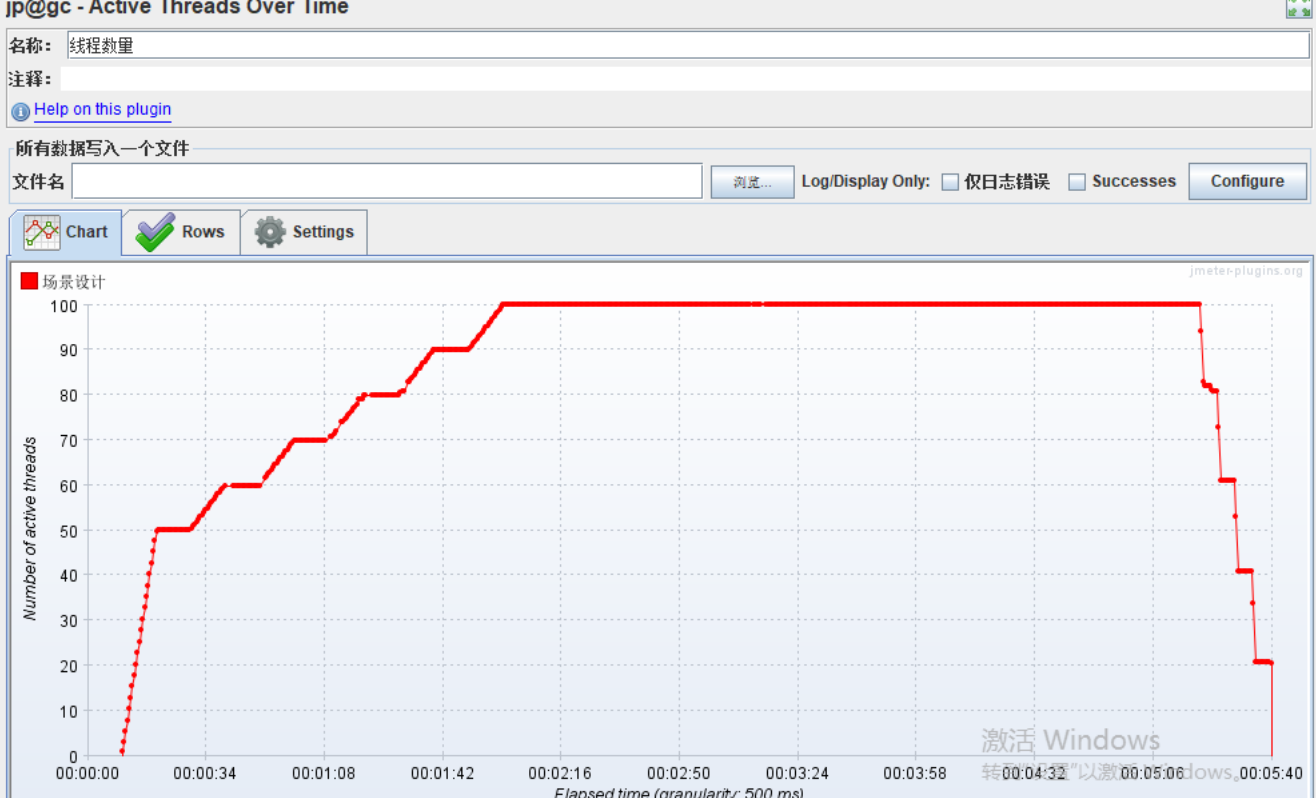 jp@gc - Active Threads Over Time
名称： 线程数量
注释：
Help on this plugin
所有数据写入一个文件
文件名 浏览... Log/Display Only: 仅日志错误 Successes Configure
Chart Rows Settings
jmeter-plugins.org
场景设计
100
90
80
70
60
50
40
30
20
10
0
Number of active threads
激活 Windows
转到"设置"以激活 Windows。
00:00:00 00:00:34 00:01:08 00:01:42 00:02:16 00:02:50 00:03:24 00:03:58 00:04:32 00:05:06 00:05:40
Elapsed time (granularity: 500 ms)